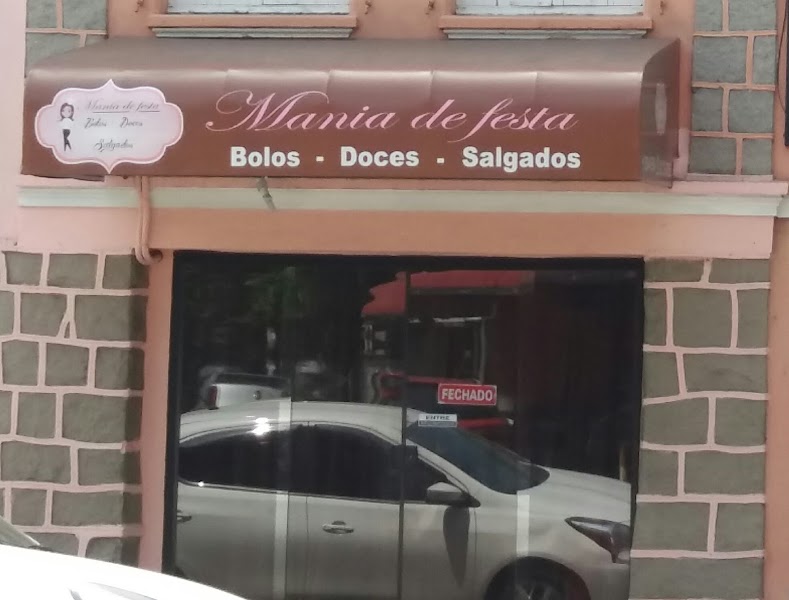 Mania de festa
Bolos - Doces
Salgados
Mania de festa
Bolos - Doces - Salgados
FECHADO
ENTRE